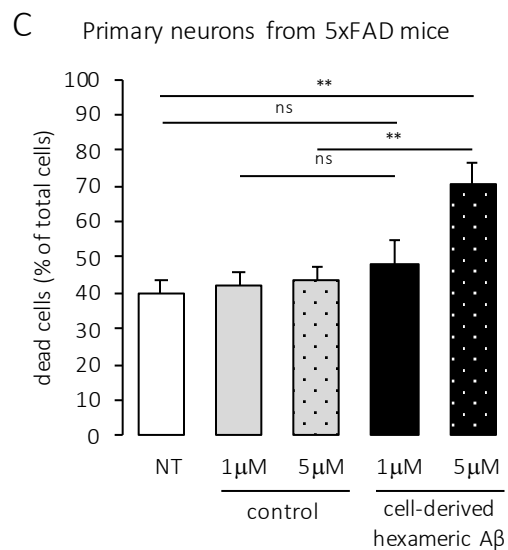 C Primary neurons from 5xFAD mice
dead cells (% of total cells)
100
90
80
70
60
50
40
30
20
10
0
**
ns
**
ns
NT 1μM 5μM 1μM 5μM
control
cell-derived
hexameric Aβ